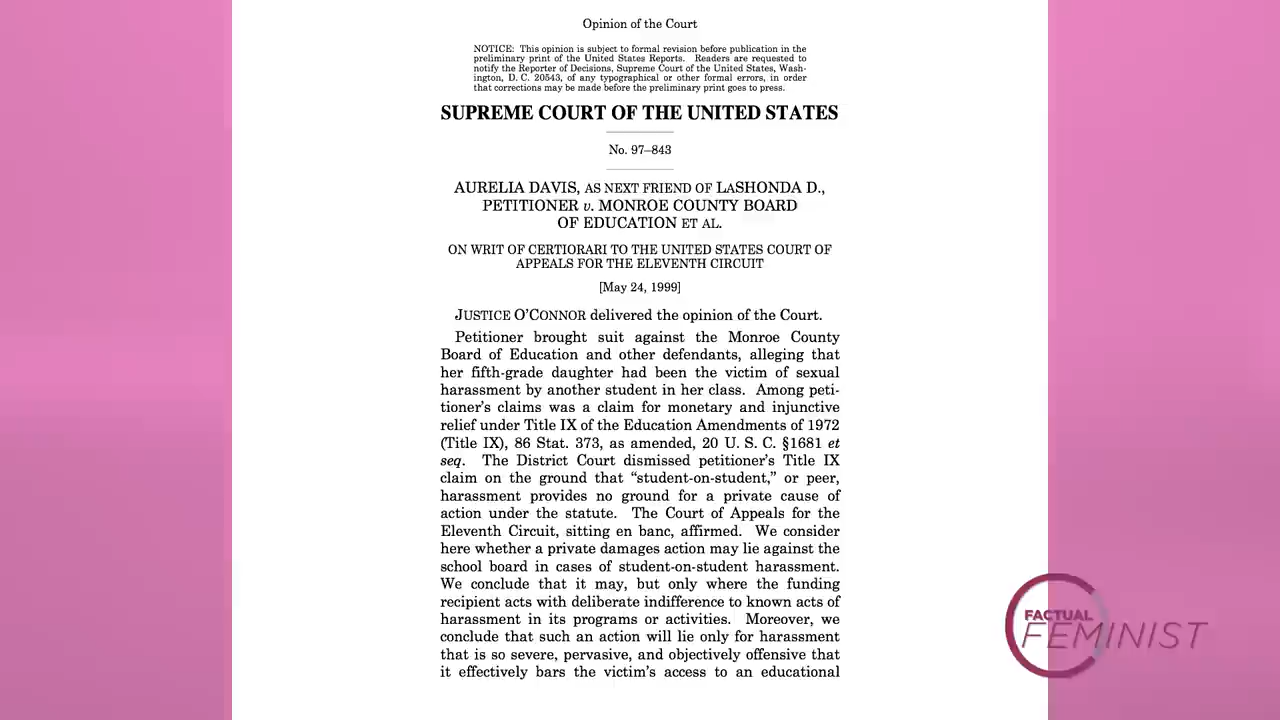 Opinion of the Court
NOTICE: This opinion is subject to formal revision before publication in the
preliminary print of the United States Reports. Readers are requested to
notify the Reporter of Decisions, Supreme Court of the United States, Wash-
ington, D. C. 20543, of any typographical or other formal errors, in order
that corrections may be made before the preliminary print goes to press.
SUPREME COURT OF THE UNITED STATES
No. 97–843
AURELIA DAVIS, AS NEXT FRIEND OF LASHONDA D.,
PETITIONER v. MONROE COUNTY BOARD
OF EDUCATION ET AL.
ON WRIT OF CERTIORARI TO THE UNITED STATES COURT OF
APPEALS FOR THE ELEVENTH CIRCUIT
[May 24, 1999]
JUSTICE O'CONNOR delivered the opinion of the Court.
Petitioner brought suit against the Monroe County
Board of Education and other defendants, alleging that
her fifth-grade daughter had been the victim of sexual
harassment by another student in her class. Among peti-
tioner's claims was a claim for monetary and injunctive
relief under Title IX of the Education Amendments of 1972
(Title IX), 86 Stat. 373, as amended, 20 U. S. C. §1681 et
seq. The District Court dismissed petitioner's Title IX
claim on the ground that “student-on-student,” or peer,
harassment provides no ground for a private cause of
action under the statute. The Court of Appeals for the
Eleventh Circuit, sitting en banc, affirmed. We consider
here whether a private damages action may lie against the
school board in cases of student-on-student harassment.
We conclude that it may, but only where the funding
recipient acts with deliberate indifference to known acts of
harassment in its programs or activities. Moreover, we
conclude that such an action will lie only for harassment
that is so severe, pervasive, and objectively offensive that
it effectively bars the victim's access to an educational
FACTUAL
FEMINIST